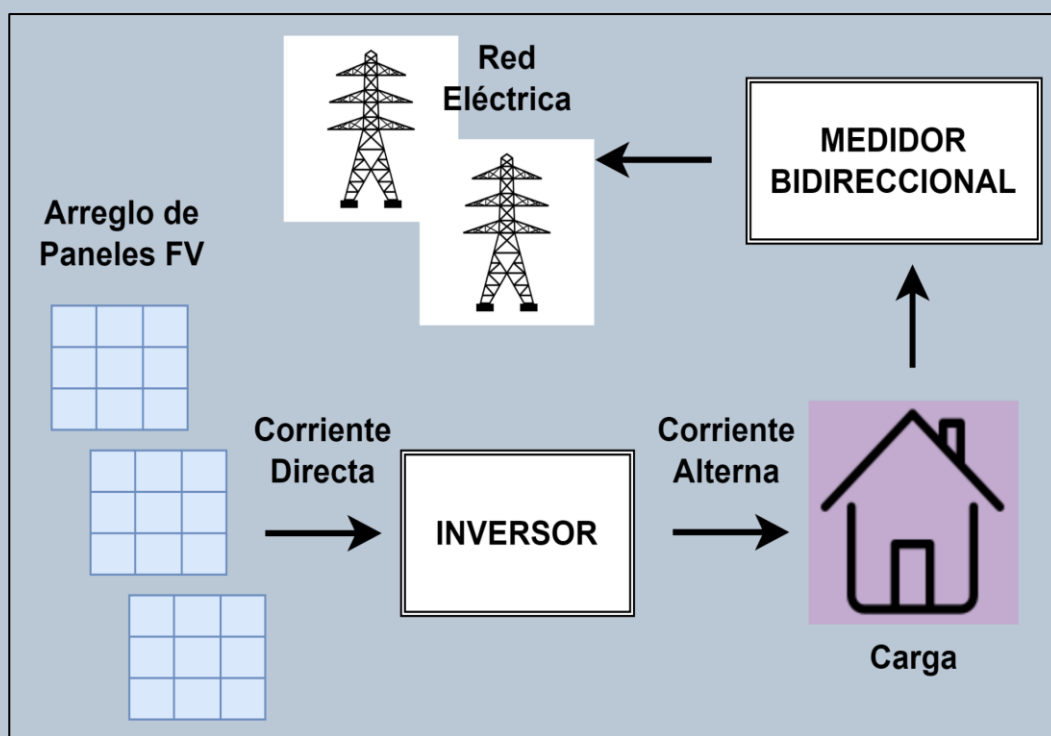 Red
Eléctrica
MEDIDOR
BIDIRECCIONAL
Arreglo de
Paneles FV
Corriente
Directa
INVERSOR
Corriente
Alterna
Carga